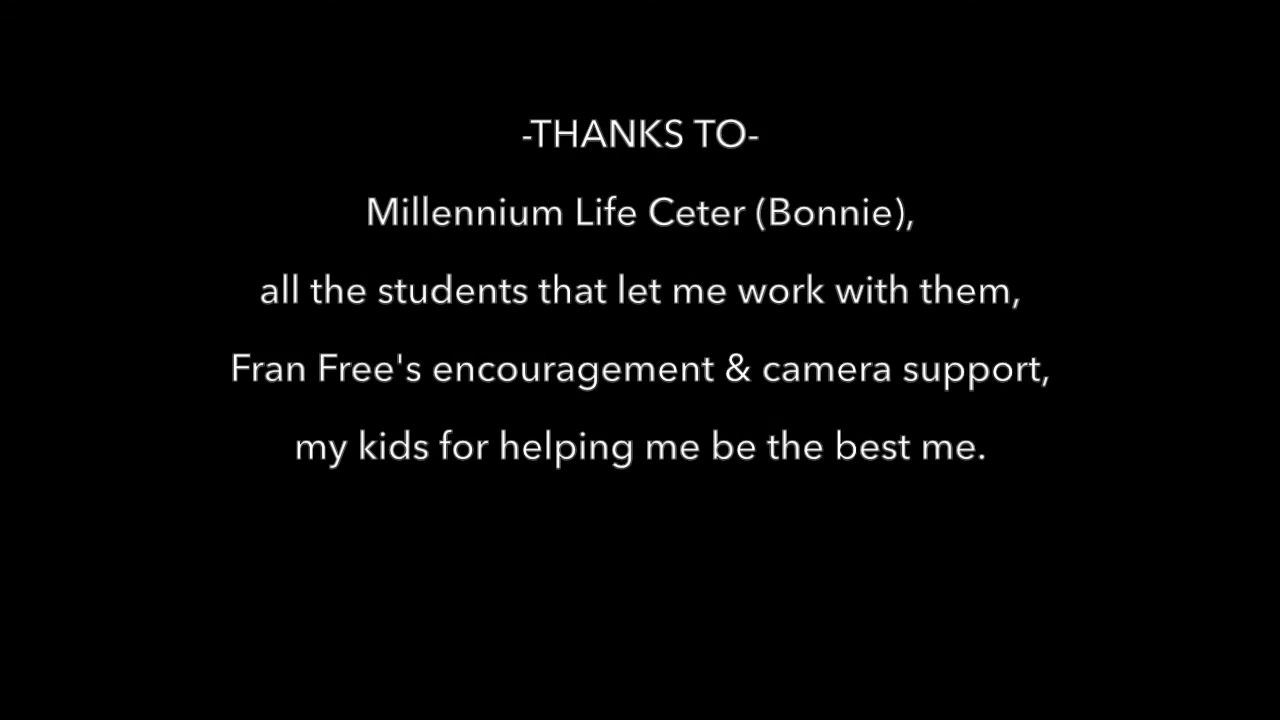 -THANKS TO-
Millennium Life Ceter (Bonnie),
all the students that let me work with them,
Fran Free's encouragement & camera support,
my kids for helping me be the best me.